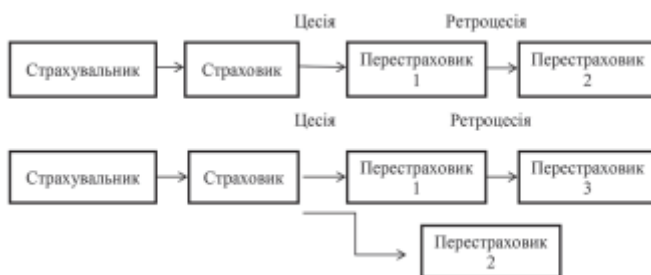 Цесія Ретроцесія
Страхувальник Страховик Перестраховик Перестраховик
1 2
Цесія Ретроцесія
Страхувальник Страховик Перестраховик Перестраховик
1 3
Перестраховик
2